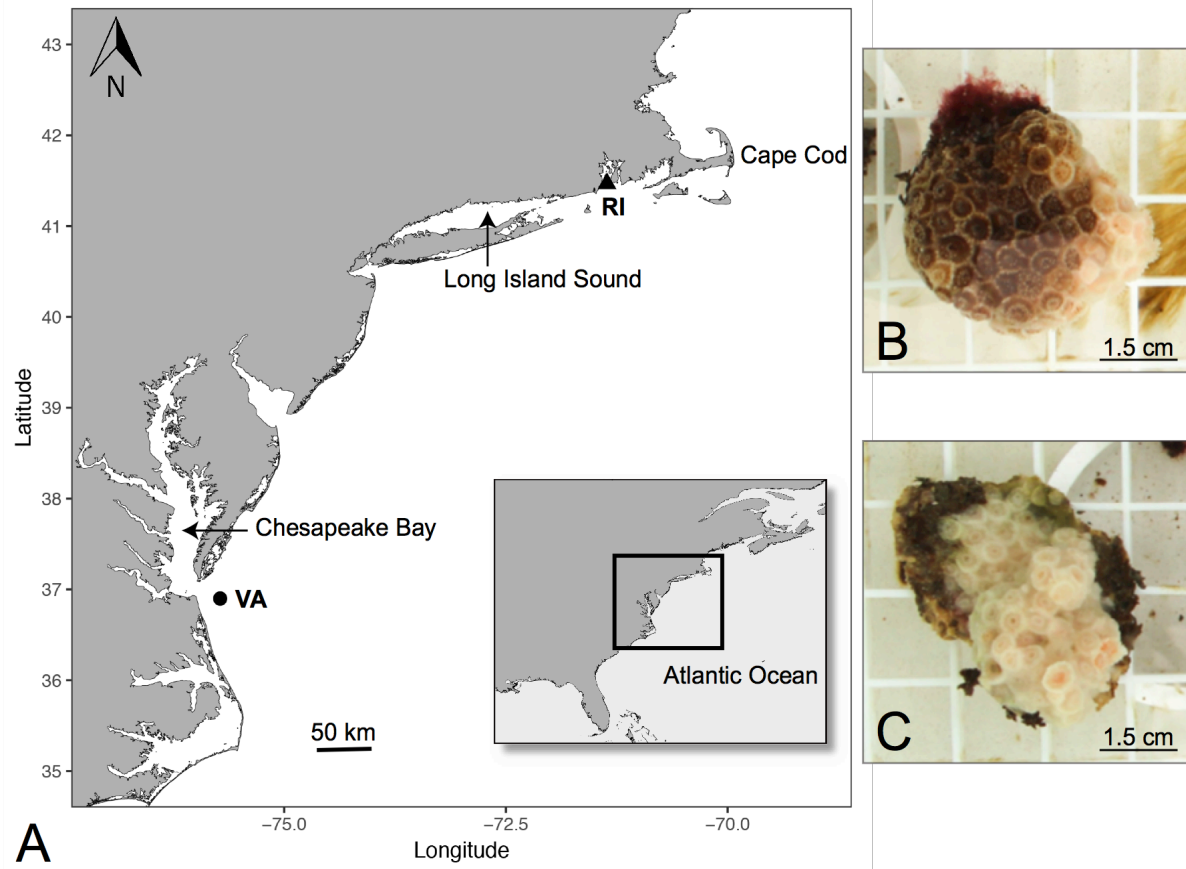 43
42
41
40
39
38
37
36
35
Latitude
N
Cape Cod
RI
Long Island Sound
Chesapeake Bay
VA
50 km
Atlantic Ocean
−75.0
−72.5
−70.0
Longitude
A
B
1.5 cm
C
1.5 cm